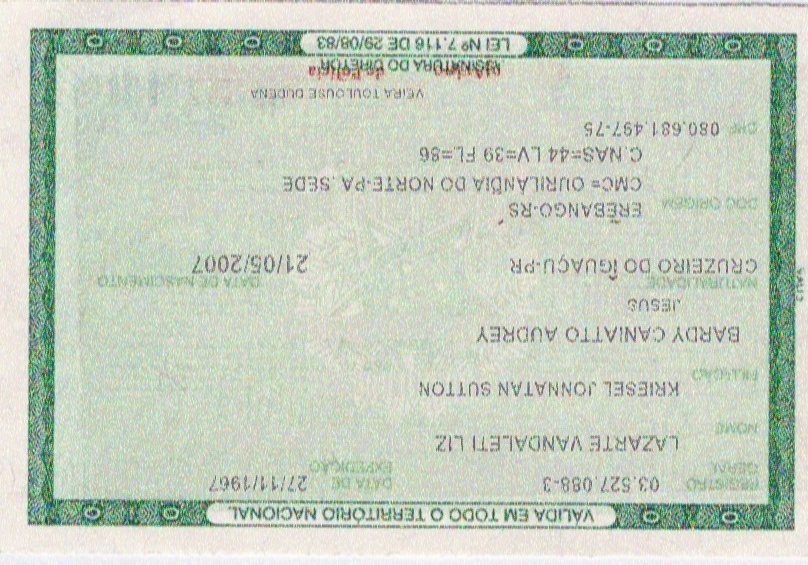 VÁLIDA EM TODO O TERRITÓRIO NACIONAL
REGISTRO GERAL 03.527.088-3 DATA DE EXPEDIÇÃO 27/11/1967
NOME
LAZARTE VANDALETI LIZ
FILIAÇÃO
KRIESEL JONNATAN SUTTON
BARDY CANIATTO AUDREY
JESUS
NATURALIDADE DATA DE NASCIMENTO
CRUZEIRO DO IGUAÇU-PR 21/05/2007
DOC ORIGEM
EREBANGO-RS
CMC= OURILANDIA DO NORTE-PA .SEDE
C.NAS=44 LV=39 FL=86
CPF 080.681.497-75
VEIRA TOULOUSE DUDENA
ASSINATURA DO DIRETOR
de Polícia
LEI Nº 7.116 DE 29/08/83